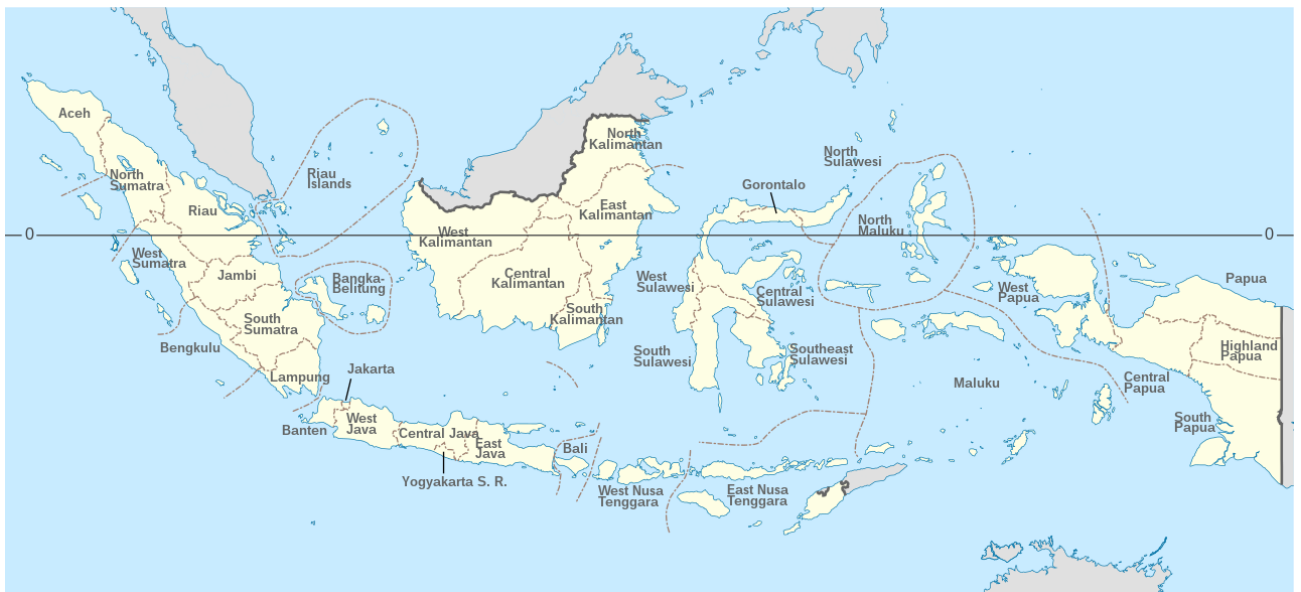 Aceh
North
Sumatra
Riau
Riau
Islands
0
West
Sumatra
Jambi
Bangka-
Belitung
South
Sumatra
Bengkulu
Lampung
Jakarta
Banten
West
Java
Central Java
East
Java
Yogyakarta S. R.
Bali
West Nusa
Tenggara
East Nusa
Tenggara
North
Kalimantan
East
Kalimantan
West
Kalimantan
Central
Kalimantan
South
Kalimantan
North
Sulawesi
Gorontalo
West
Sulawesi
Central
Sulawesi
South
Sulawesi
Southeast
Sulawesi
North
Maluku
Maluku
0
West
Papua
Papua
Highland
Papua
Central
Papua
South
Papua